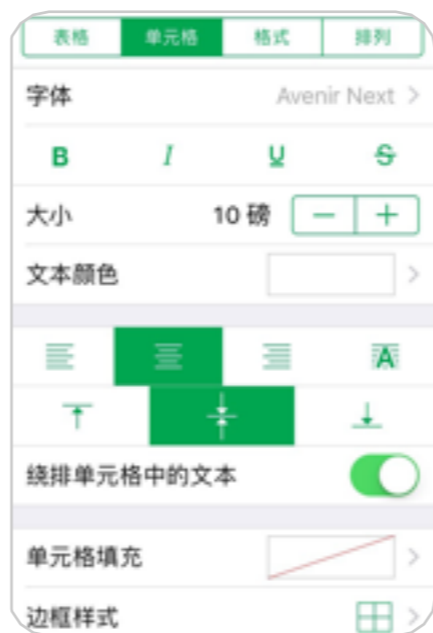 表格 单元格 格式 排列
字体 Avenir Next >
B I U S
大小 10 磅 − +
文本颜色 >
A
绕排单元格中的文本
单元格填充 >
边框样式 >